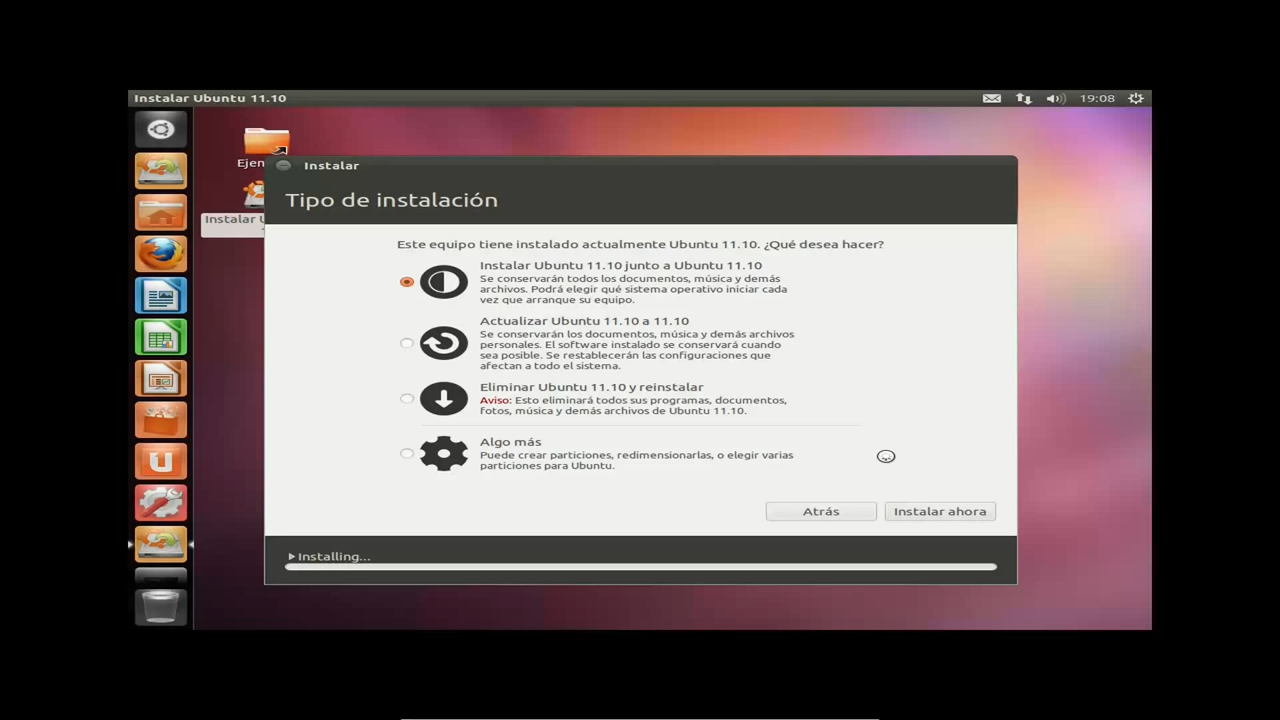 Instalar Ubuntu 11.10
19:08
Ejen
Instalar U
Instalar
Tipo de instalación
Este equipo tiene instalado actualmente Ubuntu 11.10. ¿Qué desea hacer?
Instalar Ubuntu 11.10 junto a Ubuntu 11.10
Se conservarán todos los documentos, música y demás
archivos. Podrá elegir qué sistema operativo iniciar cada
vez que arranque su equipo.
Actualizar Ubuntu 11.10 a 11.10
Se conservarán los documentos, música y demás archivos
personales. El software instalado se conservará cuando
sea posible. Se restablecerán las configuraciones que
afectan a todo el sistema.
Eliminar Ubuntu 11.10 y reinstalar
Aviso: Esto eliminará todos sus programas, documentos,
fotos, música y demás archivos de Ubuntu 11.10.
Algo más
Puede crear particiones, redimensionarlas, o elegir varias
particiones para Ubuntu.
Atrás
Instalar ahora
Installing...